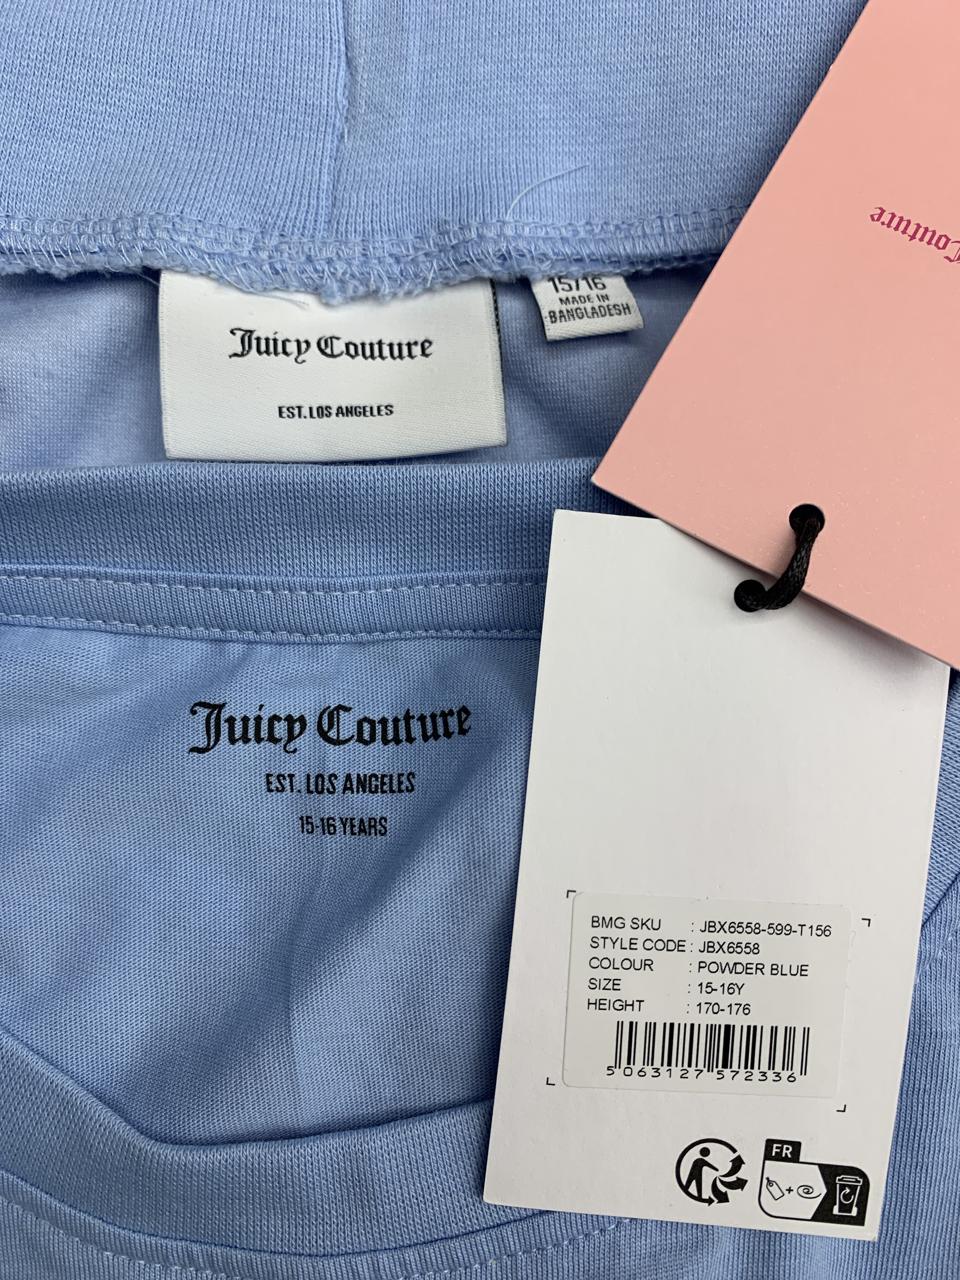 15/16
MADE IN
BANGLADESH
Juicy Couture
EST. LOS ANGELES
Couture
Juicy Couture
EST. LOS ANGELES
15-16 YEARS
BMG SKU : JBX6558-599-T156
STYLE CODE : JBX6558
COLOUR : POWDER BLUE
SIZE : 15-16Y
HEIGHT : 170-176
5 063127 572336
FR